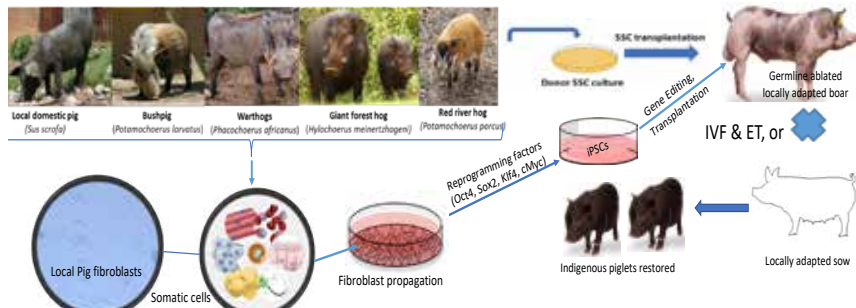 Local domestic pig
(Sus scrofa)
Bushpig
(Potamochoerus larvatus)
Warthogs
(Phacochoerus africanus)
Giant forest hog
(Hylochoerus meinertzhageni)
Red river hog
(Potamochoerus porcus)
Donor SSC culture
SSC transplantation
Germline ablated
locally adapted boar
Gene Editing,
Transplantation
IVF & ET, or
iPSCs
Reprogramming factors
(Oct4, Sox2, Klf4, cMyc)
Local Pig fibroblasts
Somatic cells
Fibroblast propagation
Indigenous piglets restored
Locally adapted sow